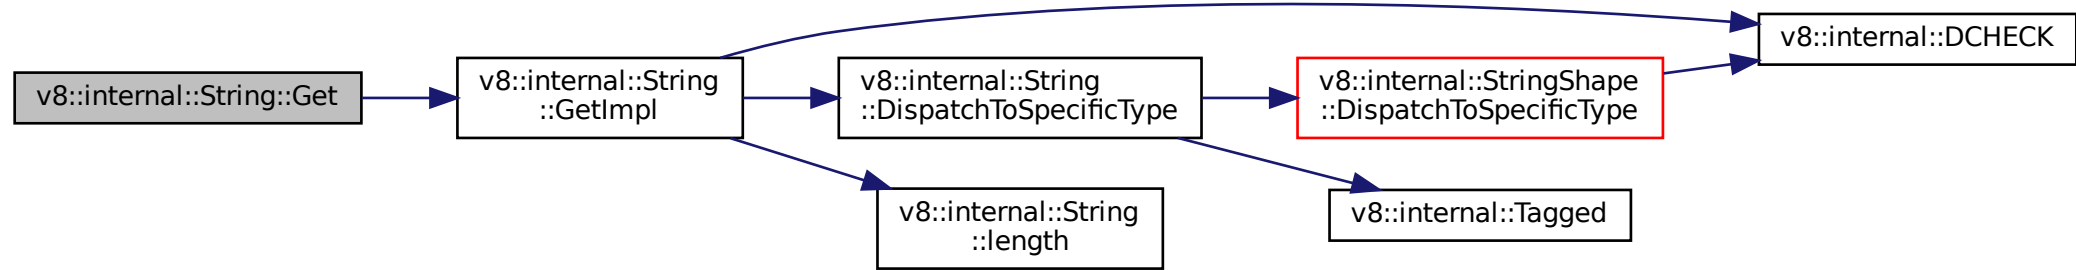 v8::internal::String::Get
v8::internal::String
::GetImpl
v8::internal::String
::DispatchToSpecificType
v8::internal::StringShape
::DispatchToSpecificType
v8::internal::DCHECK
v8::internal::String
::length
v8::internal::Tagged